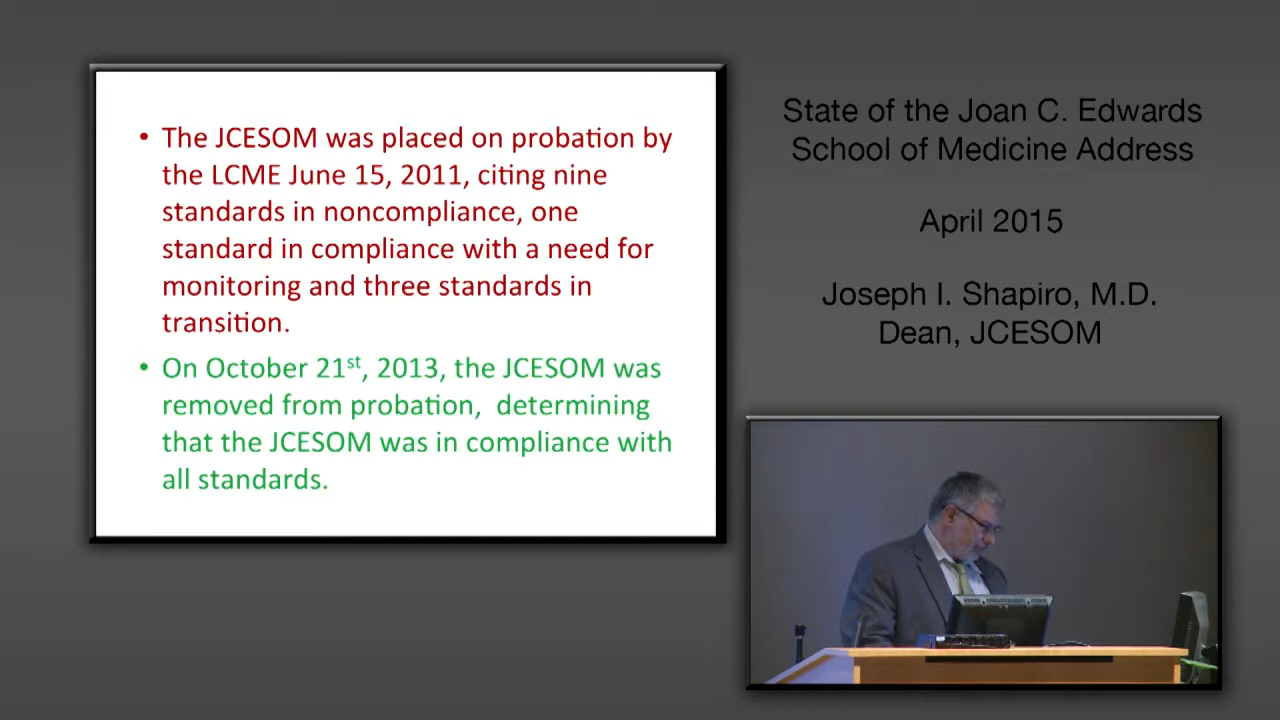 • The JCESOM was placed on probation by
the LCME June 15, 2011, citing nine
standards in noncompliance, one
standard in compliance with a need for
monitoring and three standards in
transition.
• On October 21st, 2013, the JCESOM was
removed from probation,  determining
that the JCESOM was in compliance with
all standards.
State of the Joan C. Edwards
School of Medicine Address
April 2015
Joseph I. Shapiro, M.D.
Dean, JCESOM